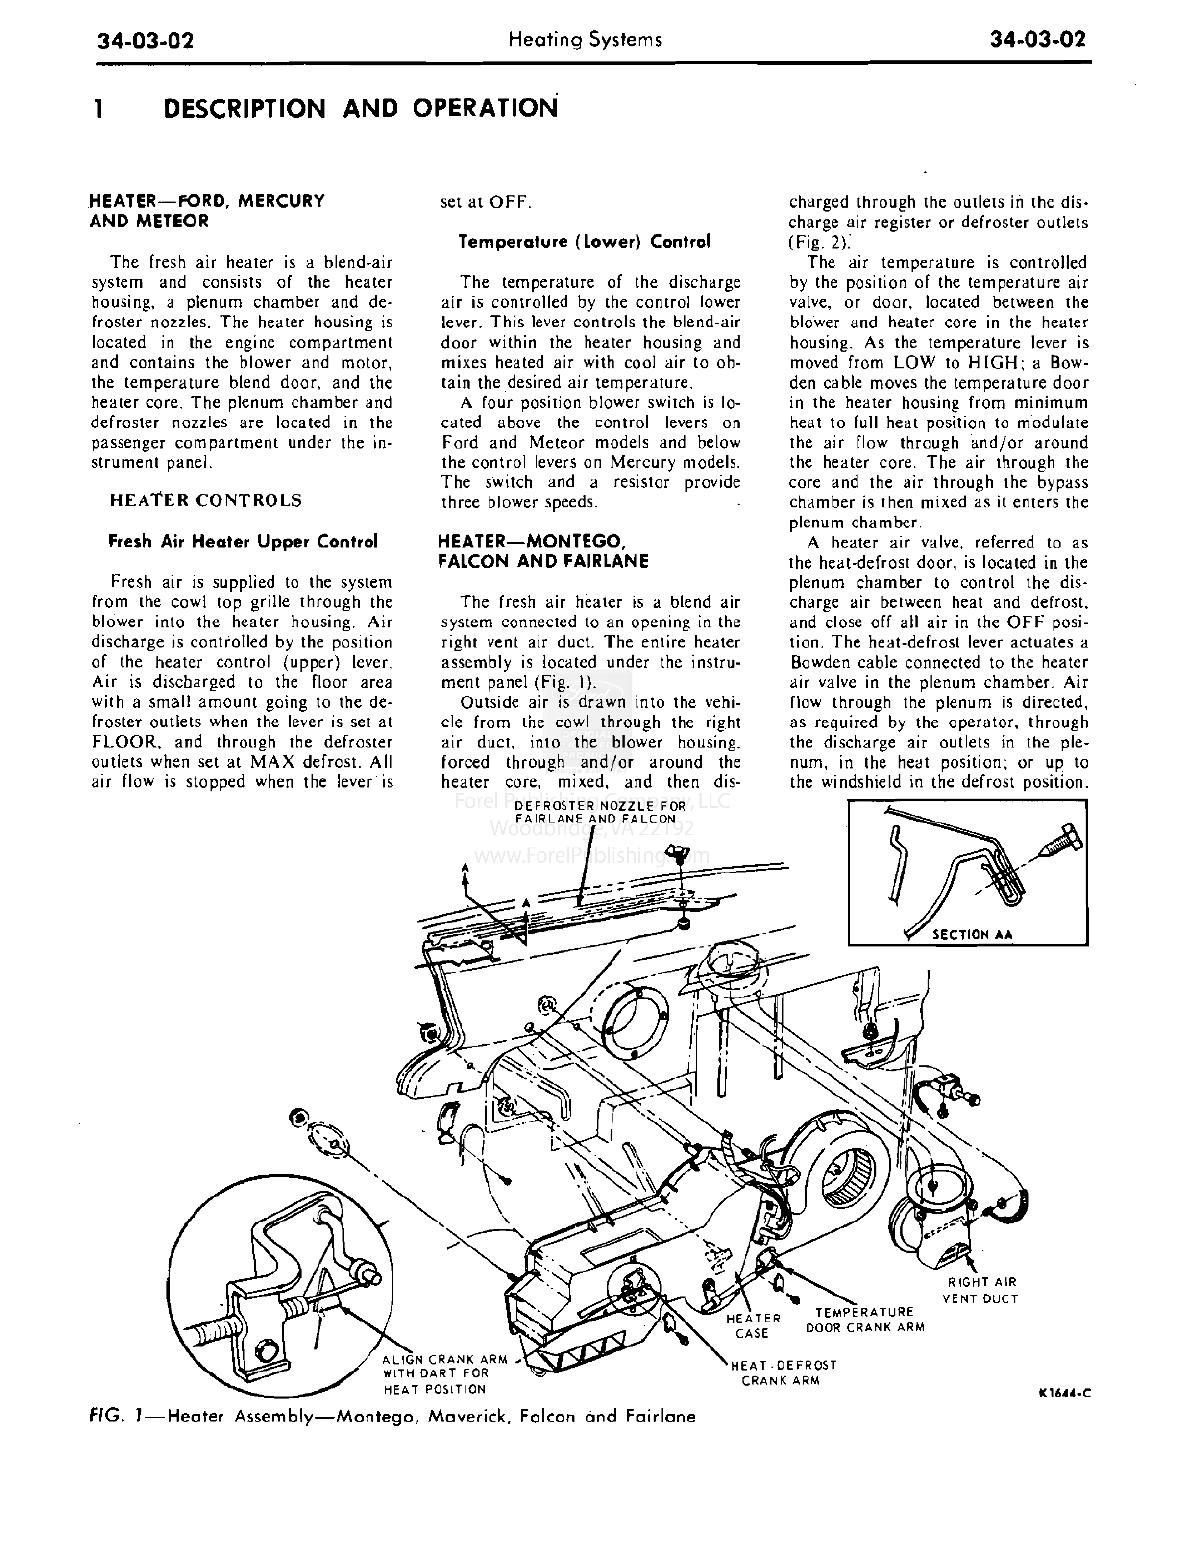 34-03-02
Heating Systems
34-03-02
1 DESCRIPTION AND OPERATION
HEATER—FORD, MERCURY
AND METEOR
The fresh air heater is a blend-air
system and consists of the heater
housing, a plenum chamber and de-
froster nozzles. The heater housing is
located in the engine compartment
and contains the blower and motor,
the temperature blend door, and the
heater core. The plenum chamber and
defroster nozzles are located in the
passenger compartment under the in-
strument panel.
HEATER CONTROLS
Fresh Air Heater Upper Control
Fresh air is supplied to the system
from the cowl top grille through the
blower into the heater housing. Air
discharge is controlled by the position
of the heater control (upper) lever.
Air is discharged to the floor area
with a small amount going to the de-
froster outlets when the lever is set at
FLOOR, and through the defroster
outlets when set at MAX defrost. All
air flow is stopped when the lever is
set at OFF.
Temperature (Lower) Control
The temperature of the discharge
air is controlled by the control lower
lever. This lever controls the blend-air
door within the heater housing and
mixes heated air with cool air to ob-
tain the desired air temperature.
A four position blower switch is lo-
cated above the control levers on
Ford and Meteor models and below
the control levers on Mercury models.
The switch and a resistor provide
three blower speeds.
HEATER—MONTEGO,
FALCON AND FAIRLANE
The fresh air heater is a blend air
system connected to an opening in the
right vent air duct. The entire heater
assembly is located under the instru-
ment panel (Fig. 1).
Outside air is drawn into the vehi-
cle from the cowl through the right
air duct, into the blower housing,
forced through and/or around the
heater core, mixed, and then dis-
charged through the outlets in the dis-
charge air register or defroster outlets
(Fig. 2).
The air temperature is controlled
by the position of the temperature air
valve, or door, located between the
blower and heater core in the heater
housing. As the temperature lever is
moved from LOW to HIGH; a Bow-
den cable moves the temperature door
in the heater housing from minimum
heat to full heat position to modulate
the air flow through and/or around
the heater core. The air through the
core and the air through the bypass
chamber is then mixed as it enters the
plenum chamber.
A heater air valve, referred to as
the heat-defrost door, is located in the
plenum chamber to control the dis-
charge air between heat and defrost,
and close off all air in the OFF posi-
tion. The heat-defrost lever actuates a
Bowden cable connected to the heater
air valve in the plenum chamber. Air
flow through the plenum is directed,
as required by the operator, through
the discharge air outlets in the ple-
num, in the heat position; or up to
the windshield in the defrost position.
Forel Publishing Company, LLC
Woodbridge, VA 22192
www.ForelPublishing.com
DEFROSTER NOZZLE FOR
FAIRLANE AND FALCON
A
A
SECTION AA
RIGHT AIR
VENT DUCT
TEMPERATURE
DOOR CRANK ARM
HEATER
CASE
HEAT-DEFROST
CRANK ARM
ALIGN CRANK ARM
WITH DART FOR
HEAT POSITION
K1644-C
FIG. 1—Heater Assembly—Montego, Maverick, Falcon and Fairlane